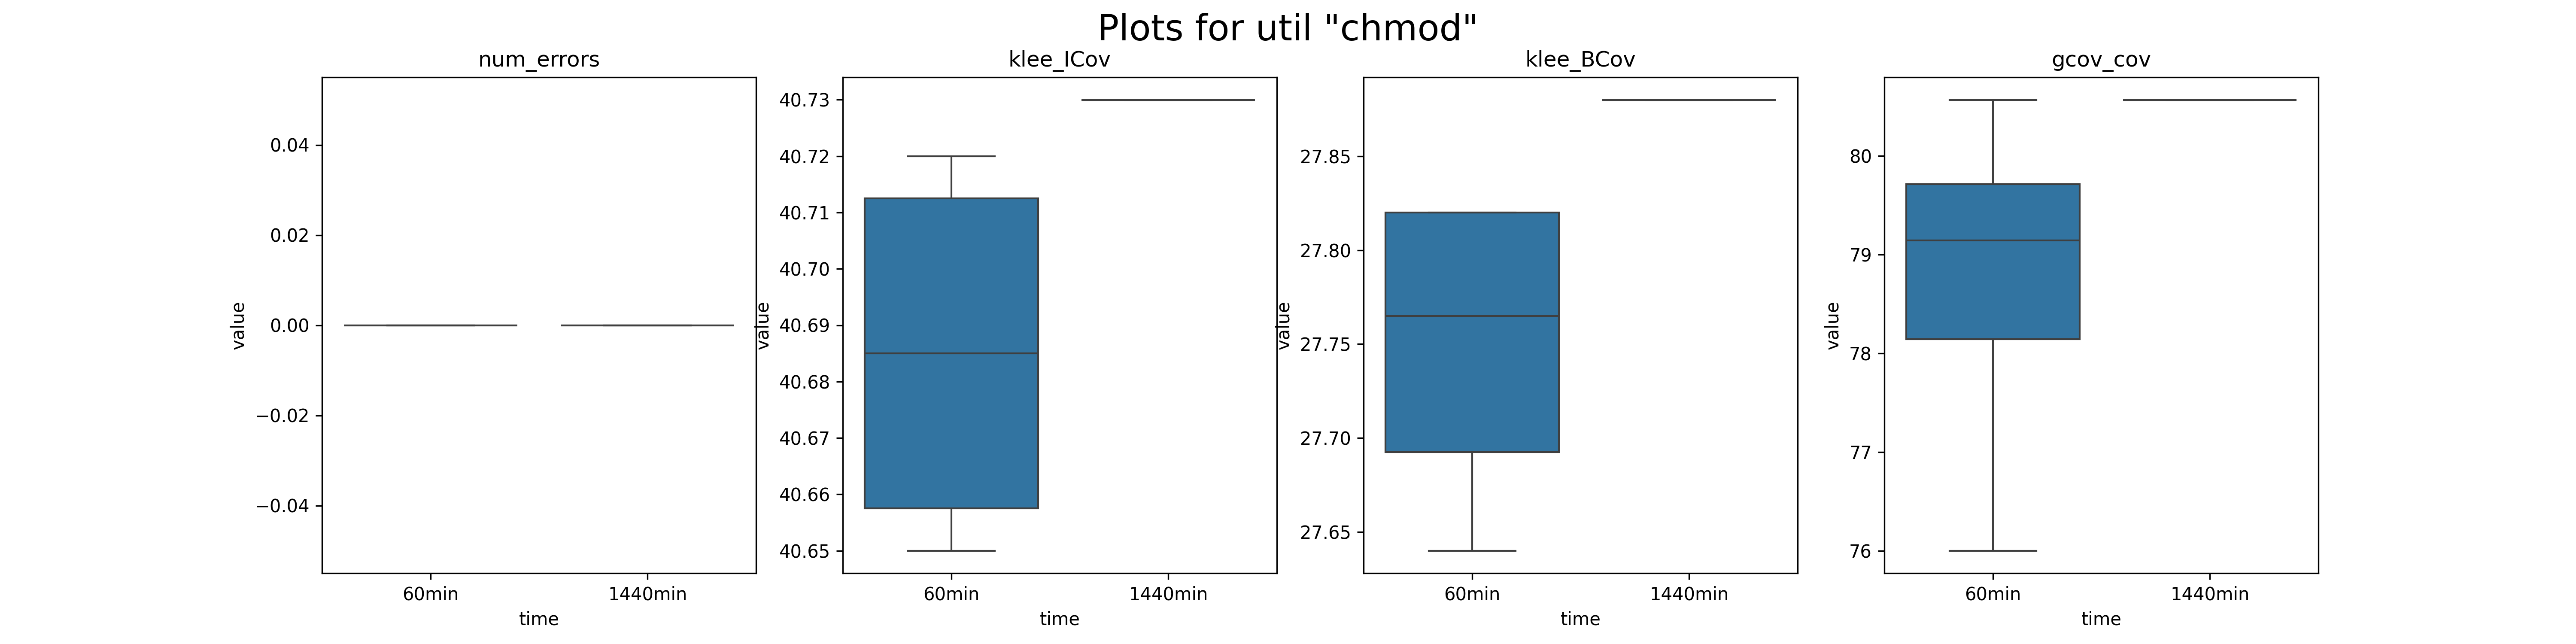 Plots for util "chmod"
num_errors
klee_ICov
klee_BCov
gcov_cov
value
0.04
0.02
0.00
−0.02
−0.04
60min
1440min
time
value
40.73
40.72
40.71
40.70
40.69
40.68
40.67
40.66
40.65
60min
1440min
time
value
27.85
27.80
27.75
27.70
27.65
60min
1440min
time
value
80
79
78
77
76
60min
1440min
time